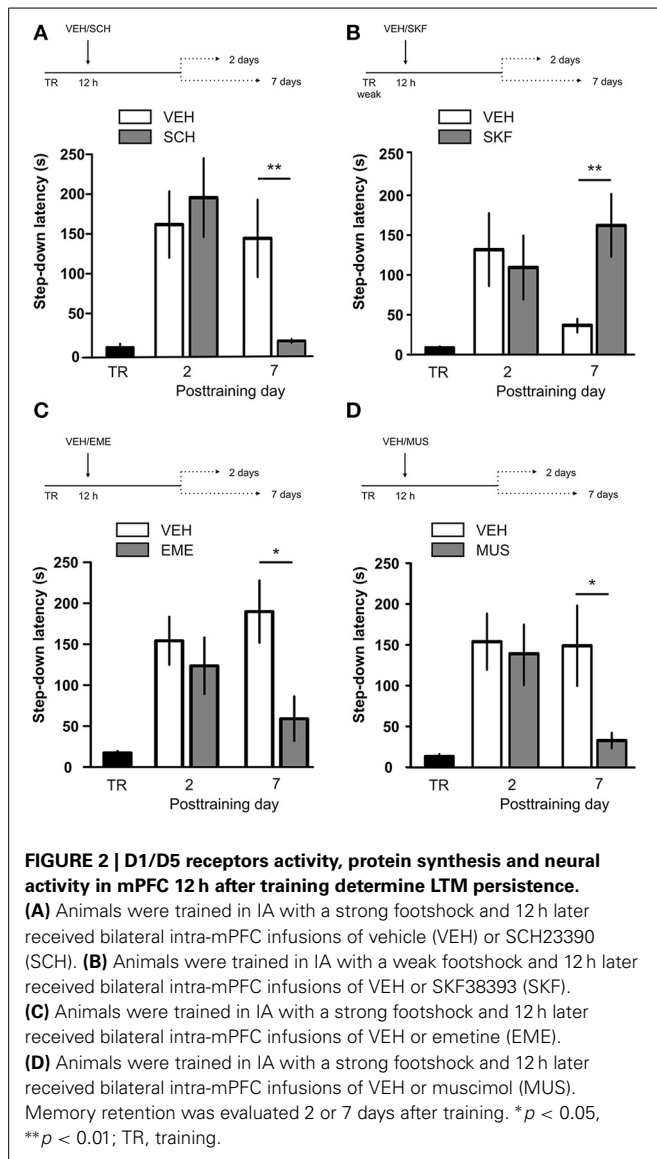 A
VEH/SCH
2 days
TR 12 h
7 days
VEH
SCH
Step-down latency (s)
250
200
150
100
50
0
**
TR 2 7
Posttraining day
B
VEH/SKF
2 days
TR 12 h
weak
7 days
VEH
SKF
Step-down latency (s)
250
200
150
100
50
0
**
TR 2 7
Posttraining day
C
VEH/EME
2 days
TR 12 h
7 days
VEH
EME
Step-down latency (s)
250
200
150
100
50
0
*
TR 2 7
Posttraining day
D
VEH/MUS
2 days
TR 12 h
7 days
VEH
MUS
Step-down latency (s)
250
200
150
100
50
0
*
TR 2 7
Posttraining day
FIGURE 2 | D1/D5 receptors activity, protein synthesis and neural
activity in mPFC 12 h after training determine LTM persistence.
(A) Animals were trained in IA with a strong footshock and 12 h later
received bilateral intra-mPFC infusions of vehicle (VEH) or SCH23390
(SCH). (B) Animals were trained in IA with a weak footshock and 12 h later
received bilateral intra-mPFC infusions of VEH or SKF38393 (SKF).
(C) Animals were trained in IA with a strong footshock and 12 h later
received bilateral intra-mPFC infusions of VEH or emetine (EME).
(D) Animals were trained in IA with a strong footshock and 12 h later
received bilateral intra-mPFC infusions of VEH or muscimol (MUS).
Memory retention was evaluated 2 or 7 days after training. *p < 0.05,
**p < 0.01; TR, training.